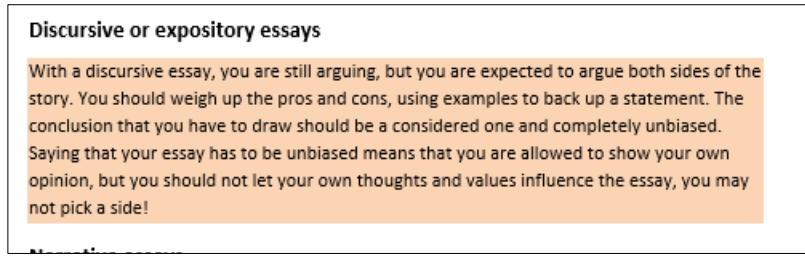 Discursive or expository essays
With a discursive essay, you are still arguing, but you are expected to argue both sides of the
story. You should weigh up the pros and cons, using examples to back up a statement. The
conclusion that you have to draw should be a considered one and completely unbiased.
Saying that your essay has to be unbiased means that you are allowed to show your own
opinion, but you should not let your own thoughts and values influence the essay, you may
not pick a side!